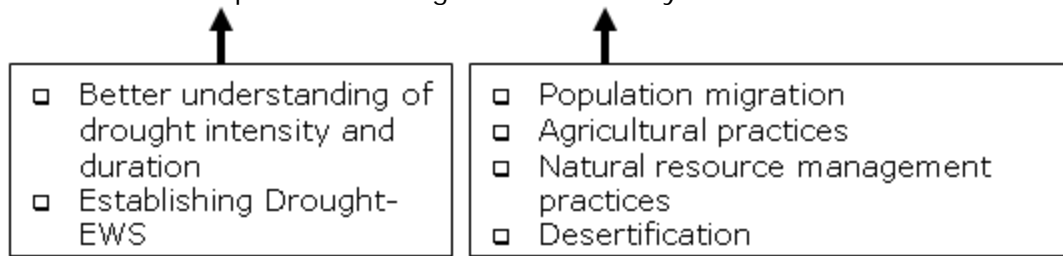 Better understanding of
drought intensity and
duration
Establishing Drought-
EWS
Population migration
Agricultural practices
Natural resource management
practices
Desertification